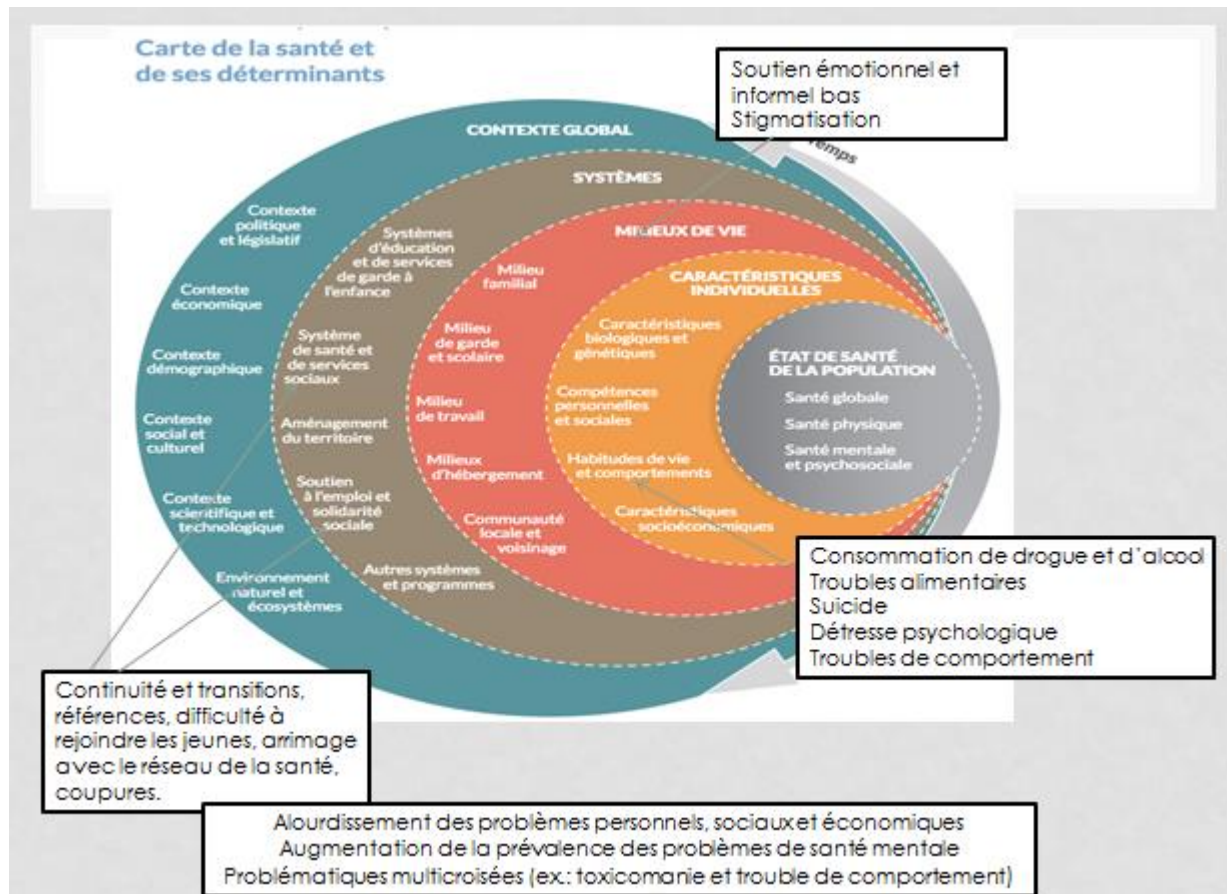 Carte de la santé et
de ses déterminants
Soutien émotionnel et
informel bas
Stigmatisation
Temps
CONTEXTE GLOBAL
Contexte
politique
et législatif
Contexte
économique
Contexte
démographique
Contexte
social et
culturel
Contexte
scientifique et
technologique
Environnement
naturel et
écosystèmes
SYSTÈMES
Systèmes
d'éducation
et de services
de garde à
l'enfance
Système
de santé et
de services
sociaux
Aménagement
du territoire
Soutien
à l'emploi et
solidarité
sociale
Autres systèmes
et programmes
MILIEUX DE VIE
Milieu
familial
Milieu
de garde
et scolaire
Milieu
de travail
Milieux
d'hébergement
Communauté
locale et
voisinage
CARACTÉRISTIQUES
INDIVIDUELLES
Caractéristiques
biologiques et
génétiques
Compétences
personnelles
et sociales
Habitudes de vie
et comportements
Caractéristiques
socioéconomiques
ÉTAT DE SANTÉ
DE LA POPULATION
Santé globale
Santé physique
Santé mentale
et psychosociale
Consommation de drogue et d'alcool
Troubles alimentaires
Suicide
Détresse psychologique
Troubles de comportement
Continuité et transitions,
références, difficulté à
rejoindre les jeunes, arrimage
avec le réseau de la santé,
coupures.
Alourdissement des problèmes personnels, sociaux et économiques
Augmentation de la prévalence des problèmes de santé mentale
Problématiques multicroisées (ex.: toxicomanie et trouble de comportement)